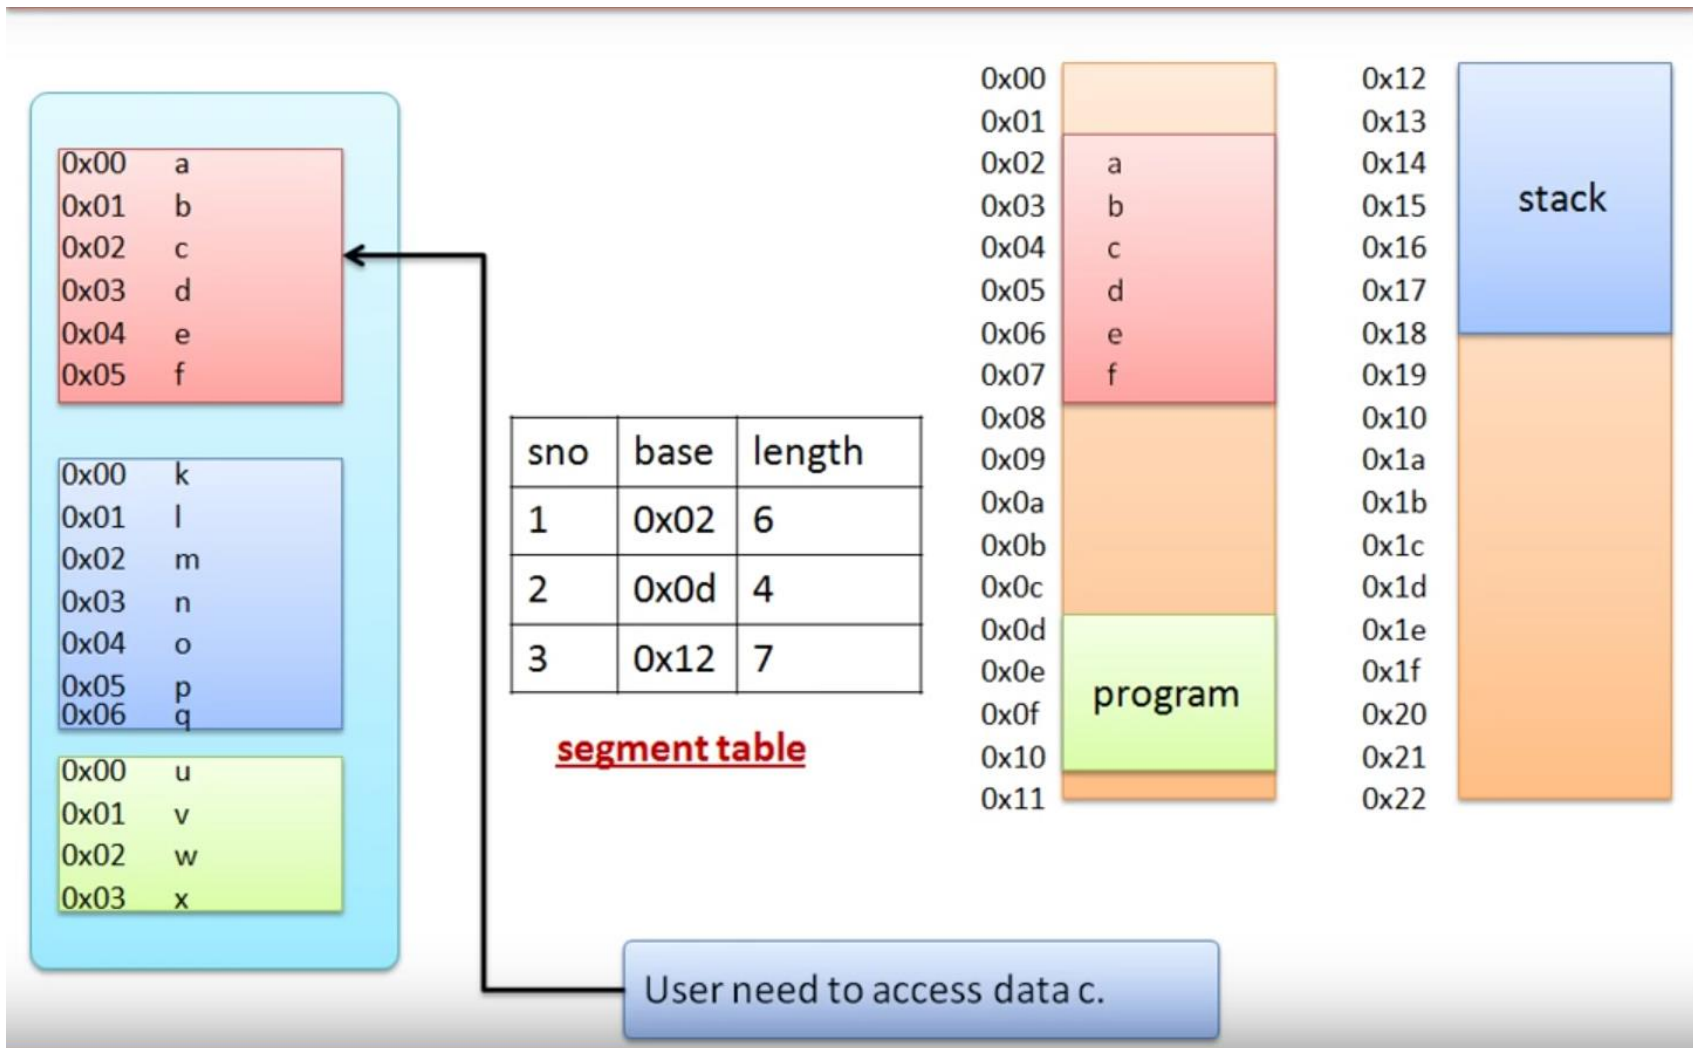 0x00 a
0x01 b
0x02 c
0x03 d
0x04 e
0x05 f
0x00 k
0x01 l
0x02 m
0x03 n
0x04 o
0x05 p
0x06 q
0x00 u
0x01 v
0x02 w
0x03 x
sno base length
1 0x02 6
2 0x0d 4
3 0x12 7
segment table
0x00
0x01
0x02 a
0x03 b
0x04 c
0x05 d
0x06 e
0x07 f
0x08
0x09
0x0a
0x0b
0x0c
0x0d
0x0e
0x0f
0x10
0x11
program
0x12
0x13
0x14
0x15
0x16
0x17
0x18
0x19
0x10
0x1a
0x1b
0x1c
0x1d
0x1e
0x1f
0x20
0x21
0x22
stack
User need to access data c.